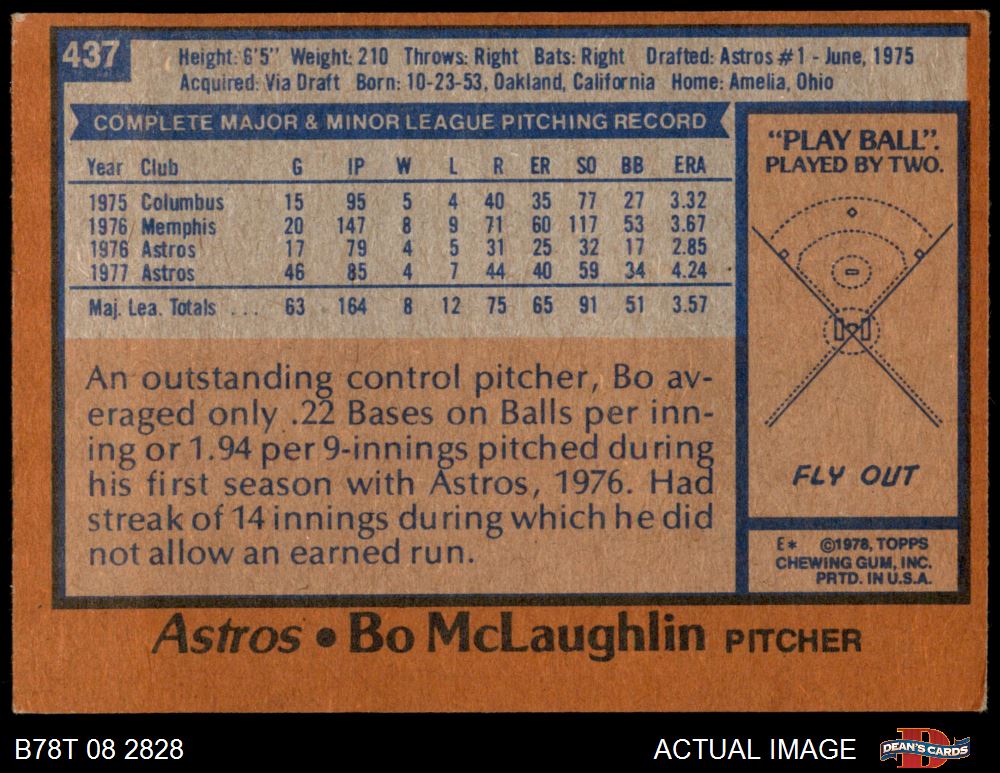 437
Height: 6'5" Weight: 210 Throws: Right Bats: Right Drafted: Astros #1 - June, 1975
Acquired: Via Draft Born: 10-23-53, Oakland, California Home: Amelia, Ohio
COMPLETE MAJOR & MINOR LEAGUE PITCHING RECORD
Year Club G IP W L R ER SO BB ERA
1975 Columbus 15 95 5 4 40 35 77 27 3.32
1976 Memphis 20 147 8 9 71 60 117 53 3.67
1976 Astros 17 79 4 5 31 25 32 17 2.85
1977 Astros 46 85 4 7 44 40 59 34 4.24
Maj. Lea. Totals . . . 63 164 8 12 75 65 91 51 3.57
An outstanding control pitcher, Bo av-
eraged only .22 Bases on Balls per inn-
ing or 1.94 per 9-innings pitched during
his first season with Astros, 1976. Had
streak of 14 innings during which he did
not allow an earned run.
"PLAY BALL".
PLAYED BY TWO.
FLY OUT
E* ©1978, TOPPS
CHEWING GUM, INC.
PRTD. IN U.S.A.
Astros • Bo McLaughlin PITCHER
B78T 08 2828
ACTUAL IMAGE
DEAN'S CARDS